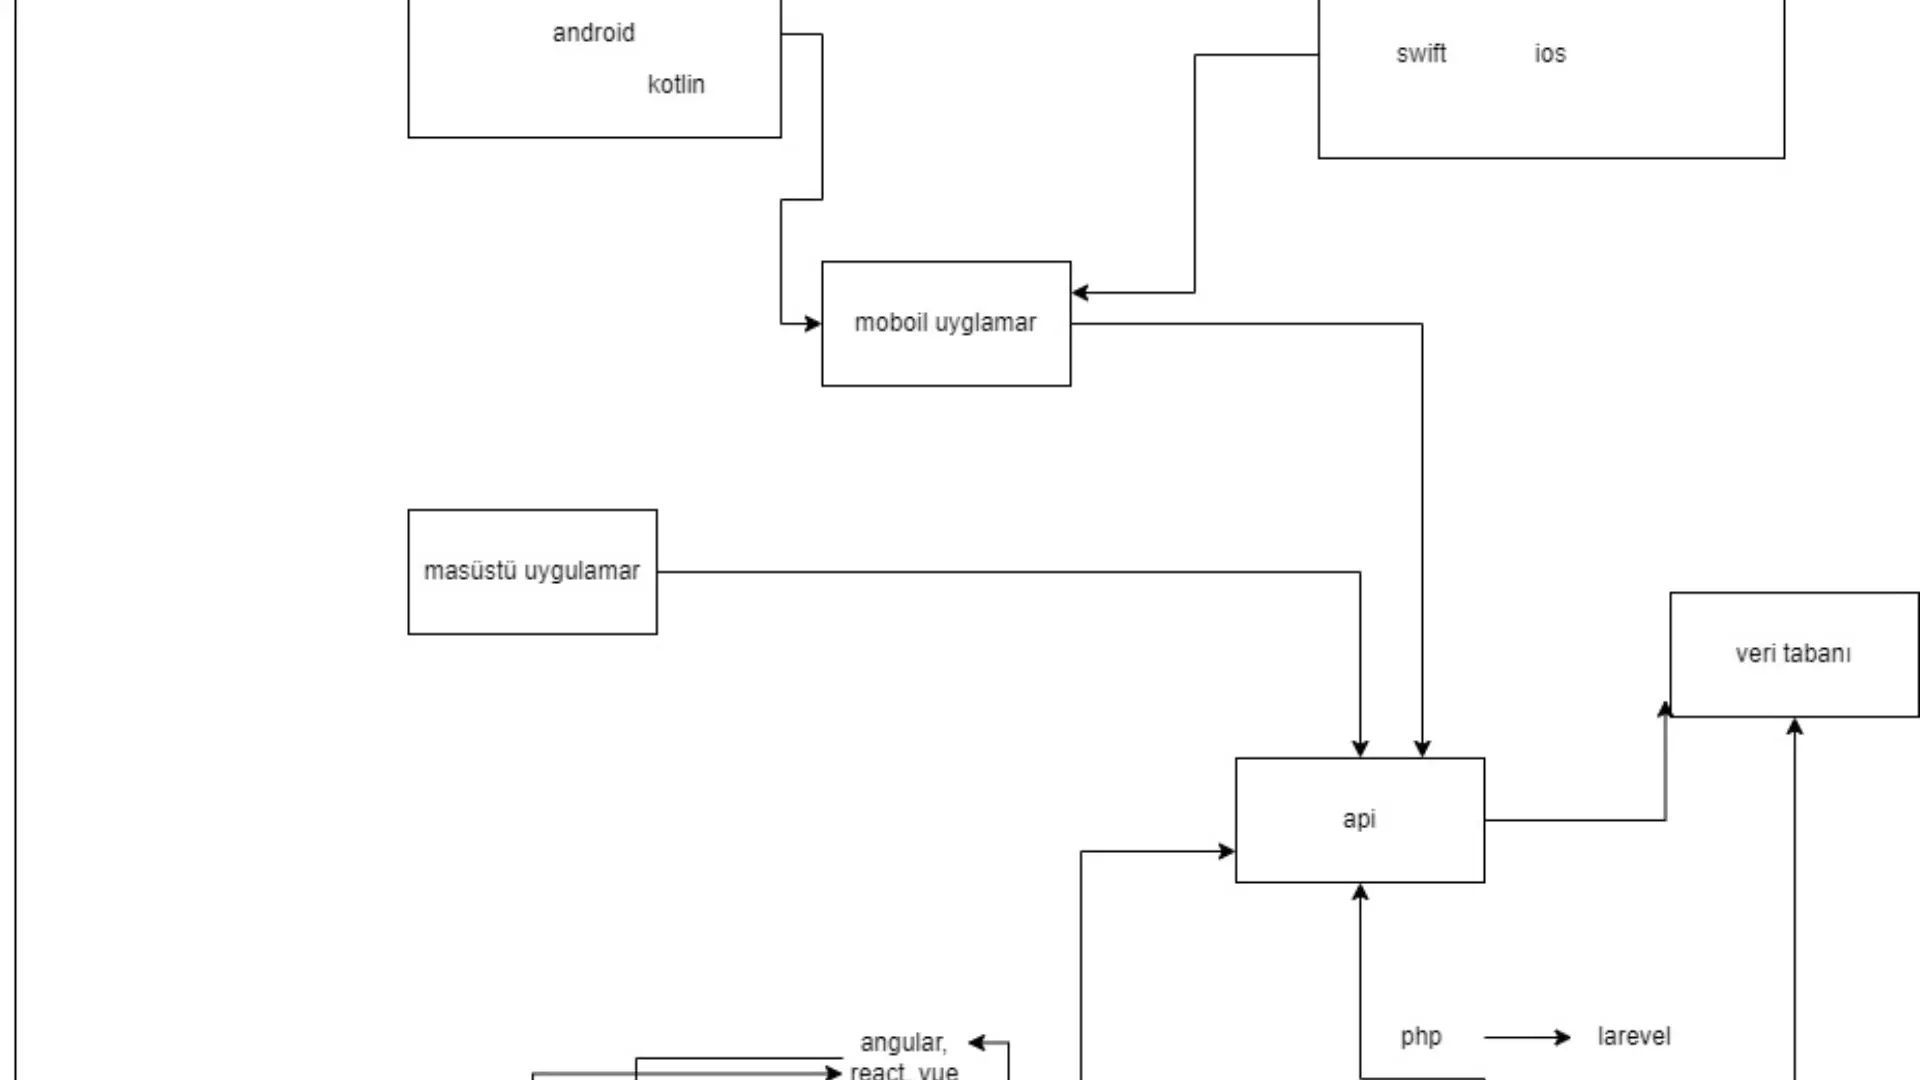 android
kotlin
swift
ios
moboil uyglamar
masüstü uygulamar
veri tabanı
api
php
larevel
angular,
react, vue